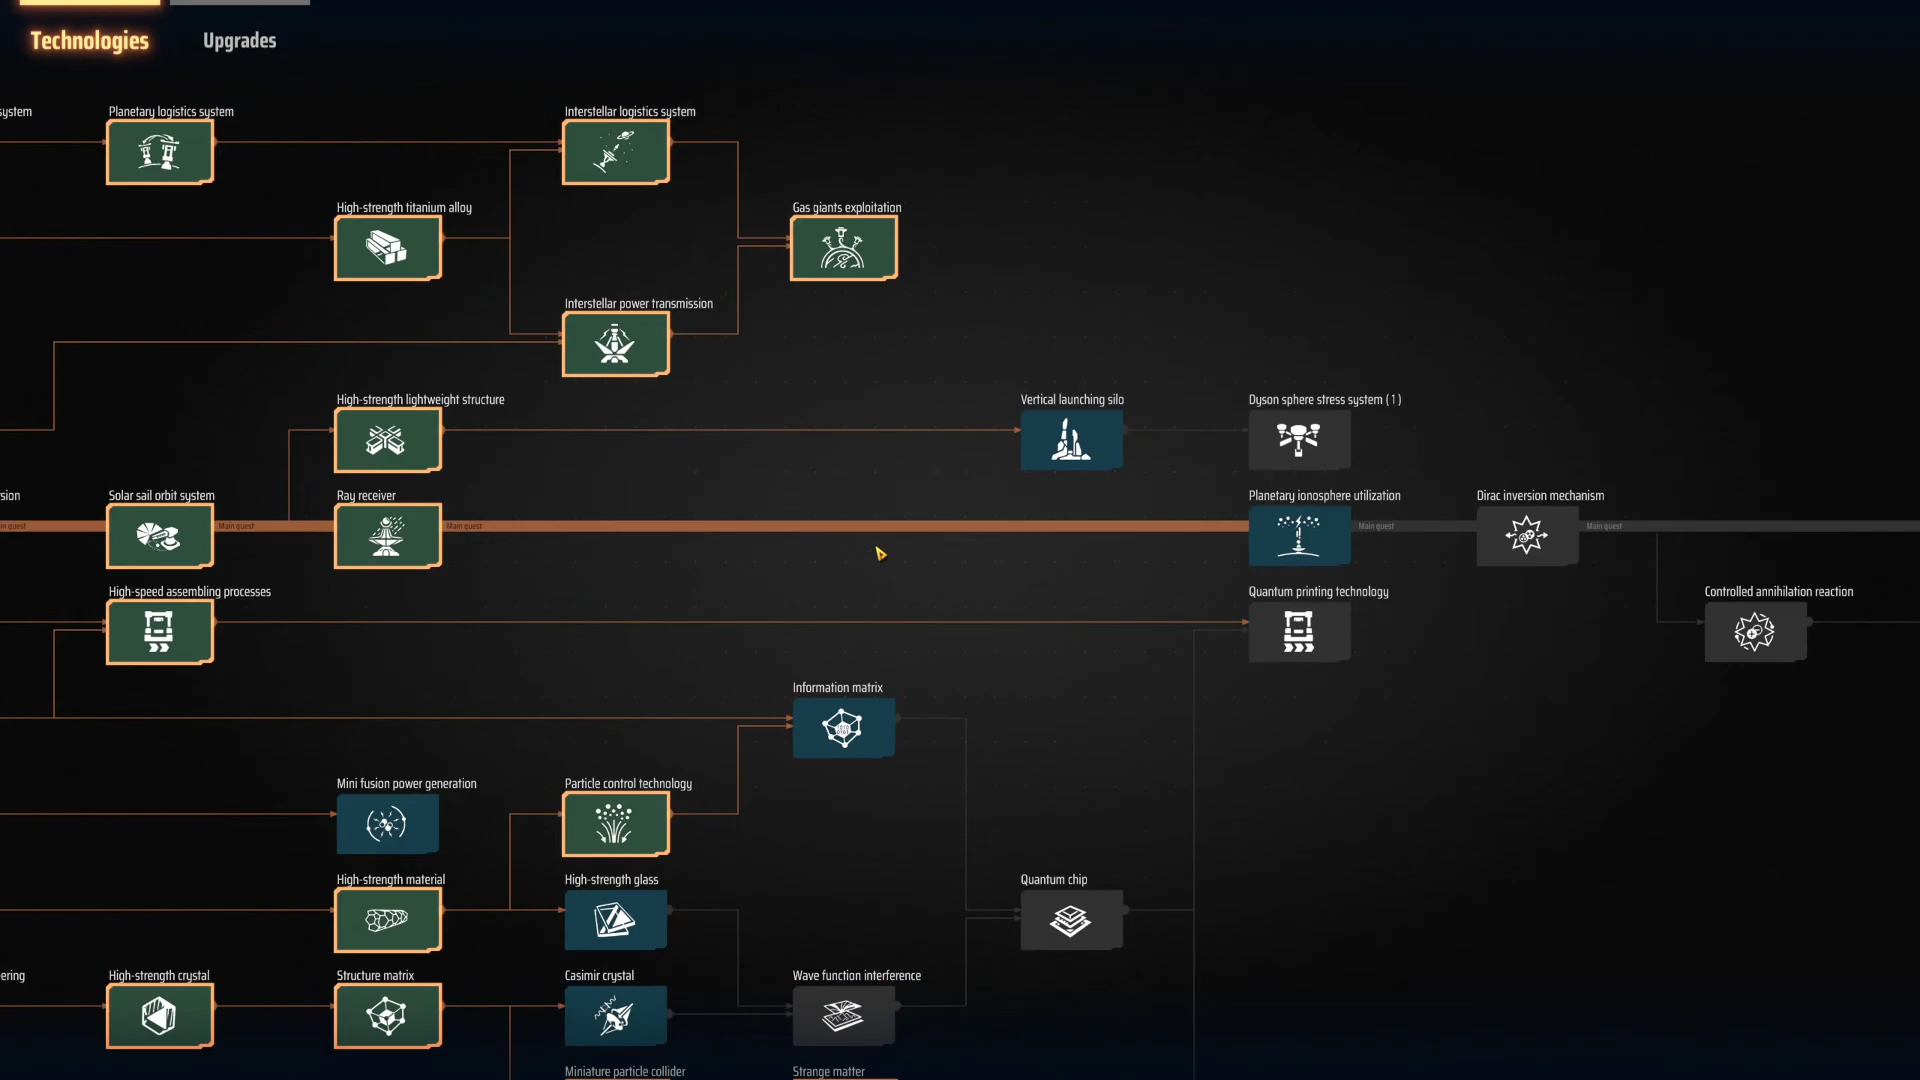 Technologies
Upgrades
system
Planetary logistics system
Interstellar logistics system
High-strength titanium alloy
Gas giants exploitation
Interstellar power transmission
High-strength lightweight structure
Vertical launching silo
Dyson sphere stress system ( 1 )
sion
Solar sail orbit system
Ray receiver
Planetary ionosphere utilization
Dirac inversion mechanism
in quest
Main quest
Main quest
Main quest
Main quest
High-speed assembling processes
Quantum printing technology
Controlled annihilation reaction
Information matrix
Mini fusion power generation
Particle control technology
High-strength material
High-strength glass
Quantum chip
ering
High-strength crystal
Structure matrix
Casimir crystal
Wave function interference
Miniature particle collider
Strange matter